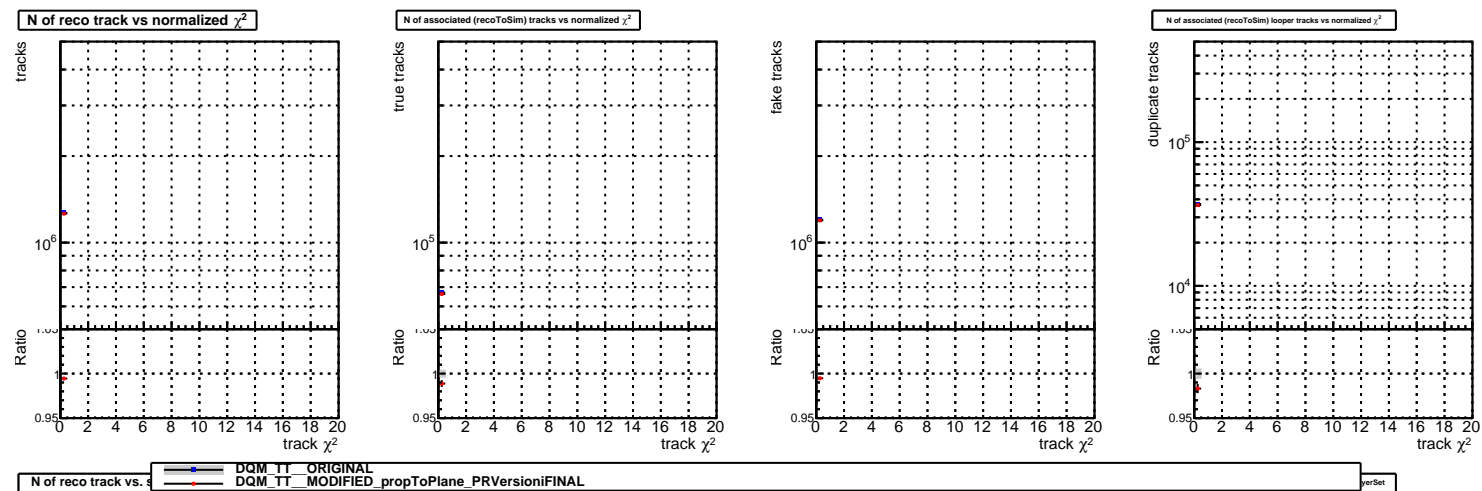 N of reco track vs normalized χ²
N of associated (recoToSim) tracks vs normalized χ²
N of associated (recoToSim) looper tracks vs normalized χ²
tracks
true tracks
fake tracks
duplicate tracks
10⁶
10⁵
10⁶
10⁵
10⁴
Ratio
Ratio
Ratio
Ratio
1
1
1
1
0.95
0.95
0.95
0.95
0 2 4 6 8 10 12 14 16 18 20
0 2 4 6 8 10 12 14 16 18 20
0 2 4 6 8 10 12 14 16 18 20
0 2 4 6 8 10 12 14 16 18 20
track χ²
track χ²
track χ²
track χ²
DQM_TT__ORIGINAL
DQM_TT__MODIFIED_propToPlane_PRVersioniFINAL
N of reco track vs.